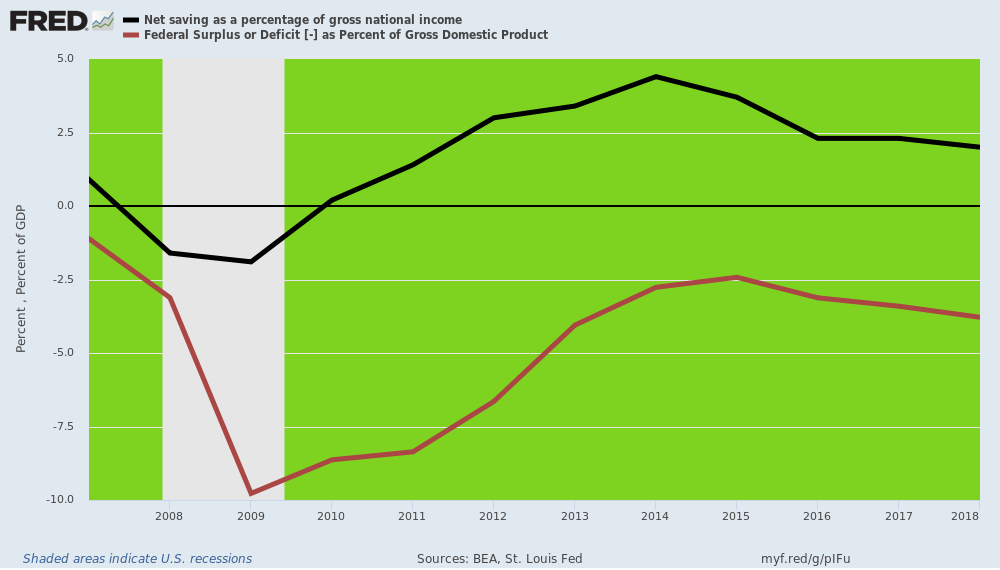 FRED
Net saving as a percentage of gross national income
Federal Surplus or Deficit [-] as Percent of Gross Domestic Product
Percent , Percent of GDP
5.0
2.5
0.0
-2.5
-5.0
-7.5
-10.0
2008 2009 2010 2011 2012 2013 2014 2015 2016 2017 2018
Shaded areas indicate U.S. recessions Sources: BEA, St. Louis Fed myf.red/g/pIFu